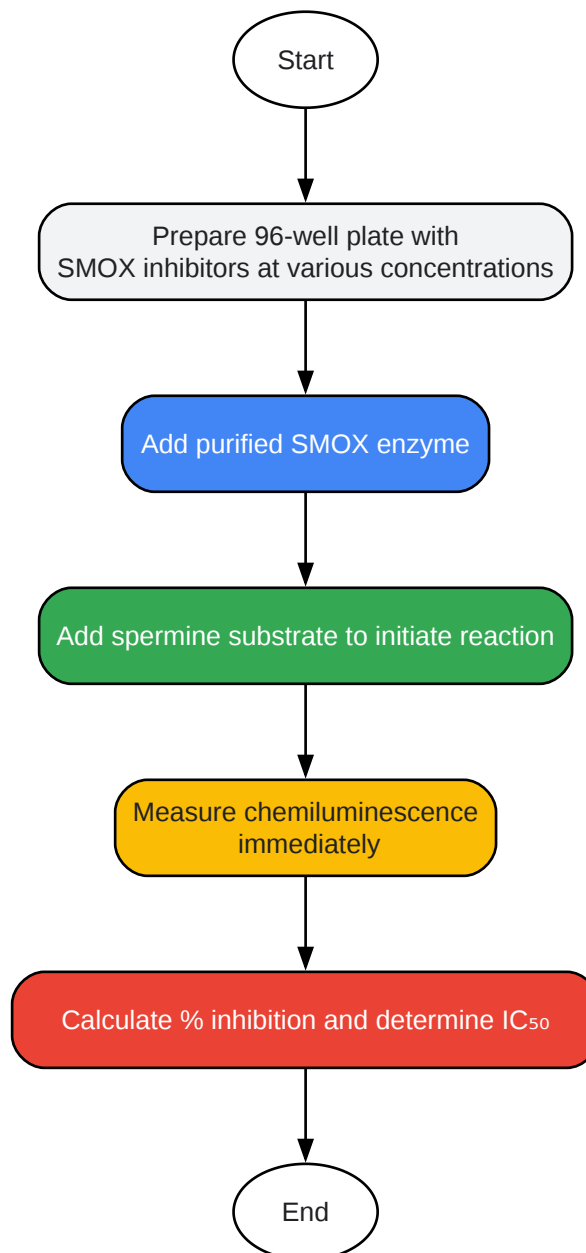 Start
Prepare 96-well plate with
SMOX inhibitors at various concentrations
Add purified SMOX enzyme
Add spermine substrate to initiate reaction
Measure chemiluminescence
immediately
Calculate % inhibition and determine IC₅₀
End